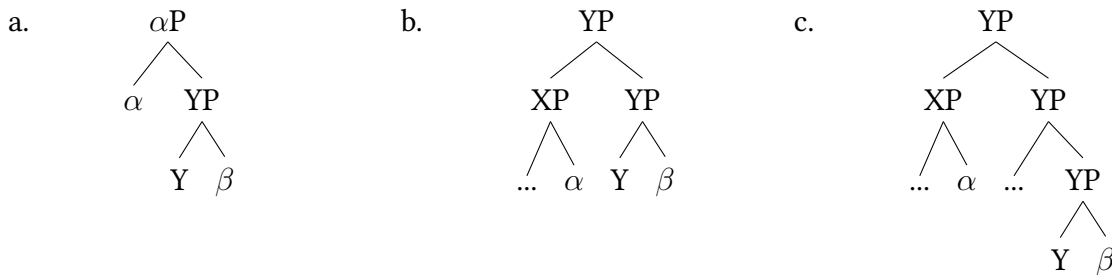 a. αP b. YP c. YP
α YP XP YP XP YP
Y β ... α Y β ... α ... YP
Y β